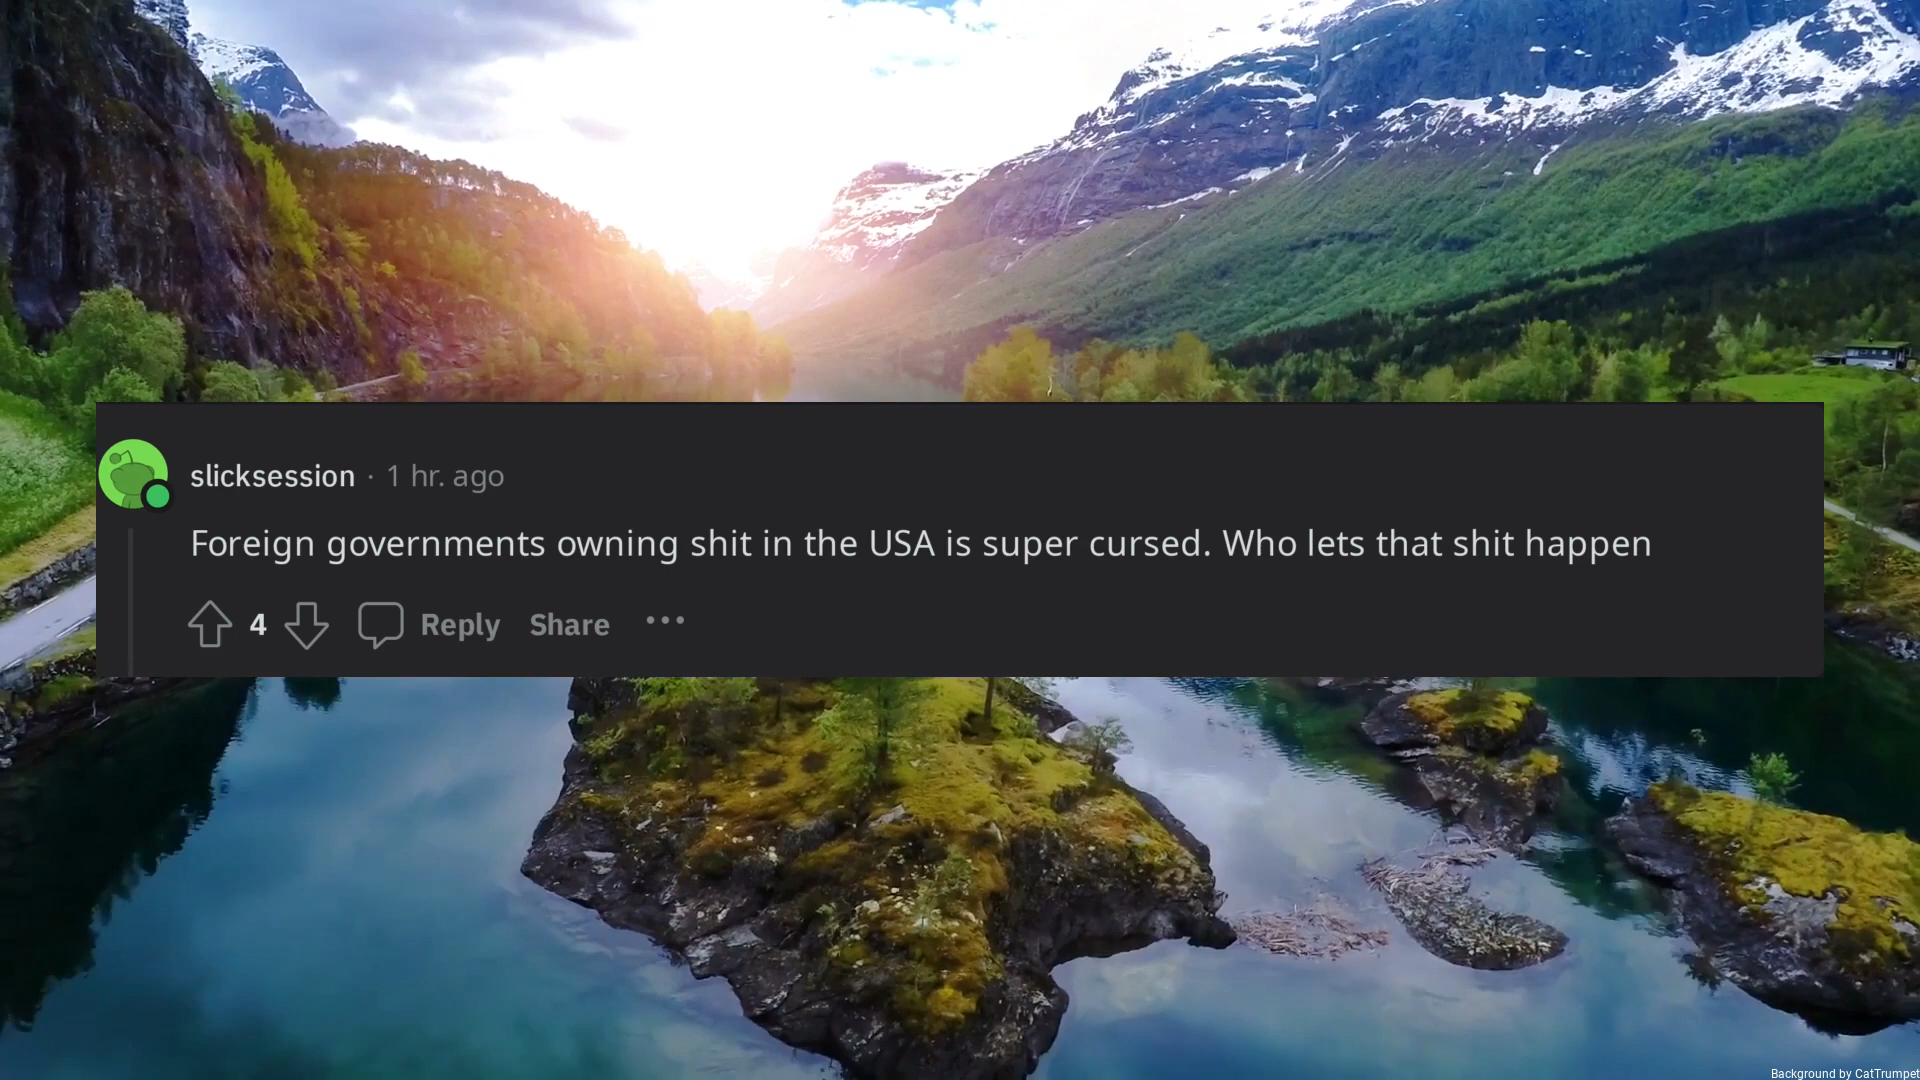 slicksession · 1 hr. ago
Foreign governments owning shit in the USA is super cursed. Who lets that shit happen
4 Reply Share ...
Background by CatTrumpet